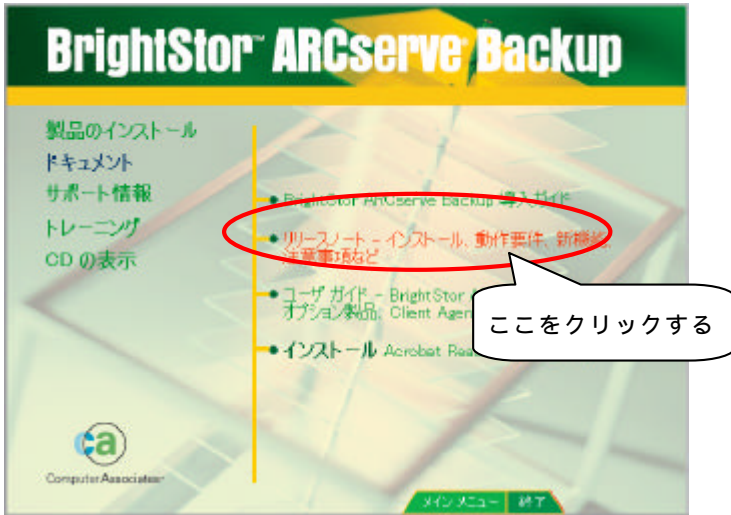 BrightStor™ ARCserve® Backup
製品のインストール
ドキュメント
サポート情報
トレーニング
CD の表示
BrightStor ARCserve Backup 導入ガイド
リリースノート - インストール、動作要件、新機能、
注意事項など
ユーザ ガイド - BrightStor
オプション製品、Client Agen
インストール Acrobat Rea
ここをクリックする
ca
Computer Associates
メイン メニュー 終了